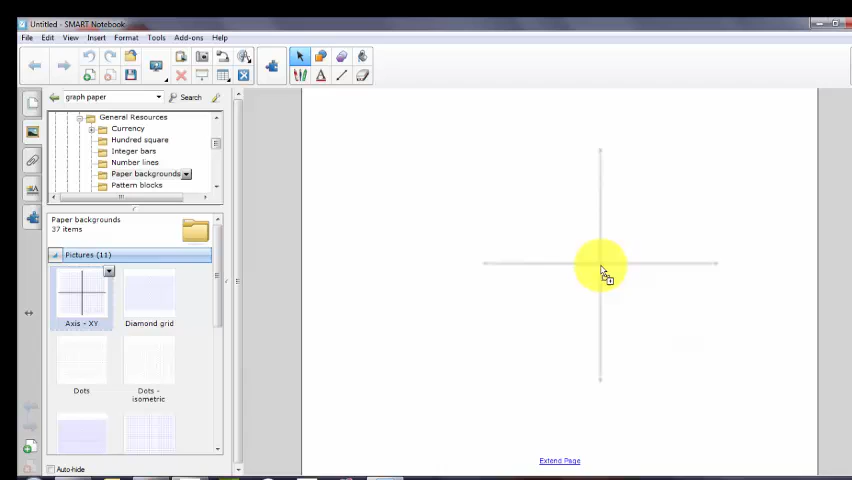 Untitled - SMART Notebook
File Edit View Insert Format Tools Add-ons Help
graph paper
Search
General Resources
Currency
Hundred square
Integer bars
Number lines
Paper backgrounds
Pattern blocks
Paper backgrounds
37 items
Pictures (11)
Axis - XY
Diamond grid
Dots
Dots - isometric
Auto-hide
Extend Page